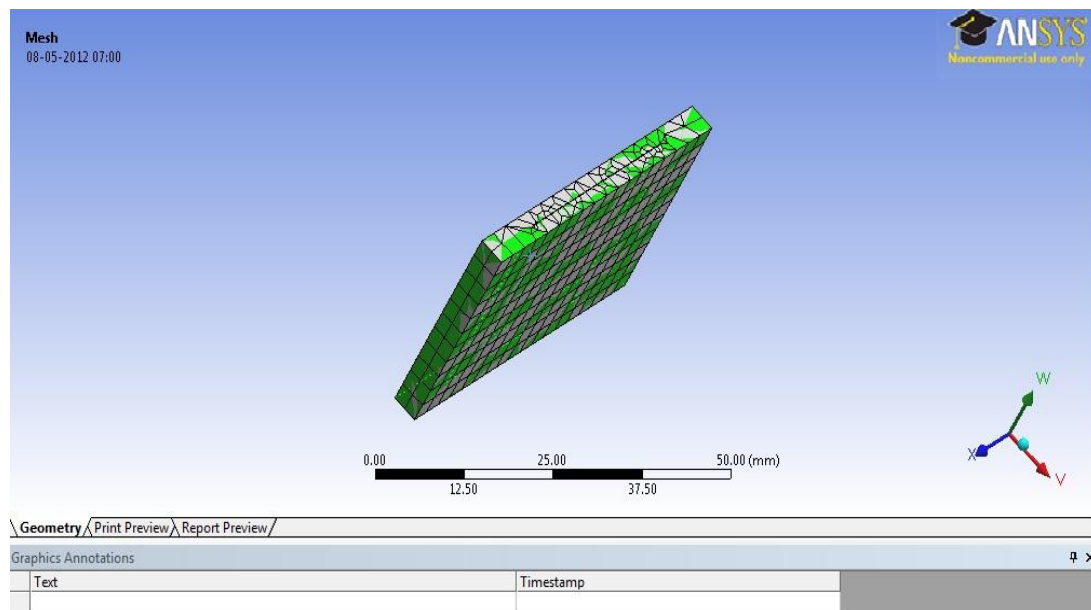 Mesh
08-05-2012 07:00
ANSYS
Noncommercial use only
W
X
V
0.00 25.00 50.00 (mm)
12.50 37.50
Geometry Print Preview Report Preview
Graphics Annotations
Text Timestamp